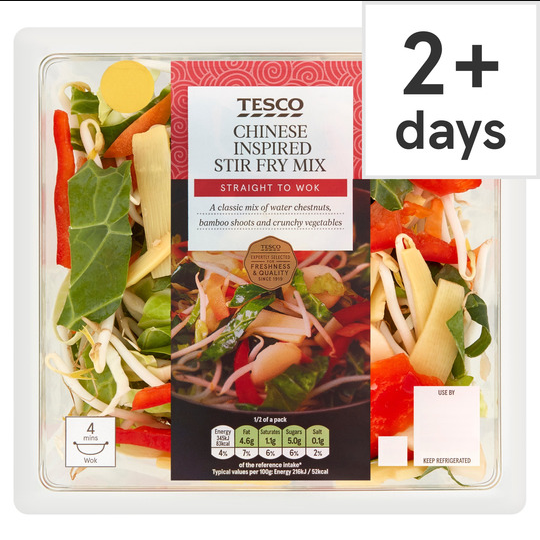 2+
days
TESCO
CHINESE
INSPIRED
STIR FRY MIX
STRAIGHT TO WOK
A classic mix of water chestnuts,
bamboo shoots and crunchy vegetables
TESCO
EXPERTLY SELECTED
FOR
FRESHNESS
& QUALITY
SINCE 1919
4
mins
Wok
1/2 of a pack
Energy Fat Saturates Sugars Salt
345kJ
83kcal 4.6g 1.1g 5.0g 0.1g
4% 7% 6% 6% 2%
of the reference intake*
Typical values per 100g: Energy 216kJ / 52kcal
USE BY
KEEP REFRIGERATED